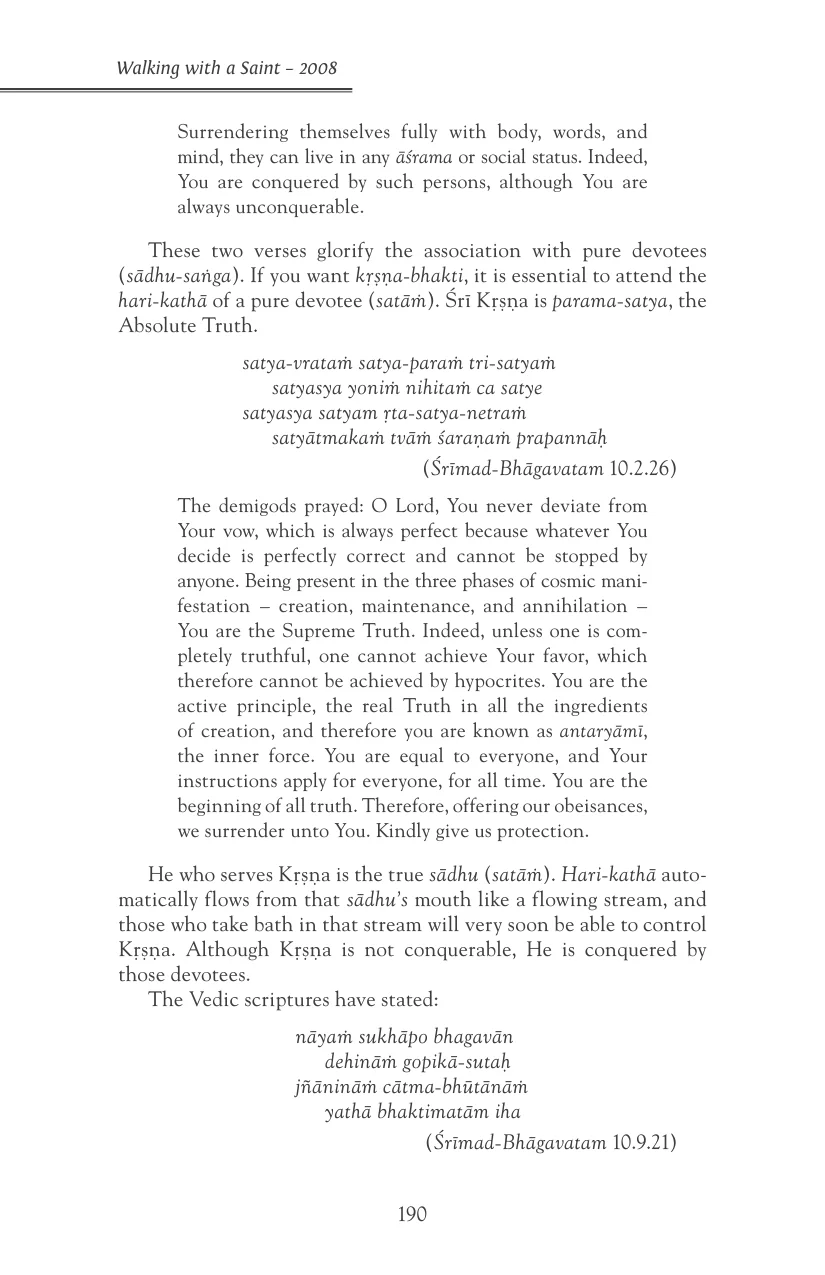 Walking with a Saint – 2008
Surrendering themselves fully with body, words, and
mind, they can live in any āśrama or social status. Indeed,
You are conquered by such persons, although You are
always unconquerable.
These two verses glorify the association with pure devotees
(sādhu-saṅga). If you want kṛṣṇa-bhakti, it is essential to attend the
hari-kathā of a pure devotee (satāṁ). Śrī Kṛṣṇa is parama-satya, the
Absolute Truth.
satya-vrataṁ satya-paraṁ tri-satyaṁ
satyasya yoniṁ nihitaṁ ca satye
satyasya satyam ṛta-satya-netraṁ
satyātmakaṁ tvāṁ śaraṇaṁ prapannāḥ
(Śrīmad-Bhāgavatam 10.2.26)
The demigods prayed: O Lord, You never deviate from
Your vow, which is always perfect because whatever You
decide is perfectly correct and cannot be stopped by
anyone. Being present in the three phases of cosmic mani-
festation – creation, maintenance, and annihilation –
You are the Supreme Truth. Indeed, unless one is com-
pletely truthful, one cannot achieve Your favor, which
therefore cannot be achieved by hypocrites. You are the
active principle, the real Truth in all the ingredients
of creation, and therefore you are known as antaryāmī,
the inner force. You are equal to everyone, and Your
instructions apply for everyone, for all time. You are the
beginning of all truth. Therefore, offering our obeisances,
we surrender unto You. Kindly give us protection.
He who serves Kṛṣṇa is the true sādhu (satāṁ). Hari-kathā auto-
matically flows from that sādhu's mouth like a flowing stream, and
those who take bath in that stream will very soon be able to control
Kṛṣṇa. Although Kṛṣṇa is not conquerable, He is conquered by
those devotees.
The Vedic scriptures have stated:
nāyaṁ sukhāpo bhagavān
dehināṁ gopikā-sutaḥ
jñānināṁ cātma-bhūtānāṁ
yathā bhaktimatām iha
(Śrīmad-Bhāgavatam 10.9.21)
190